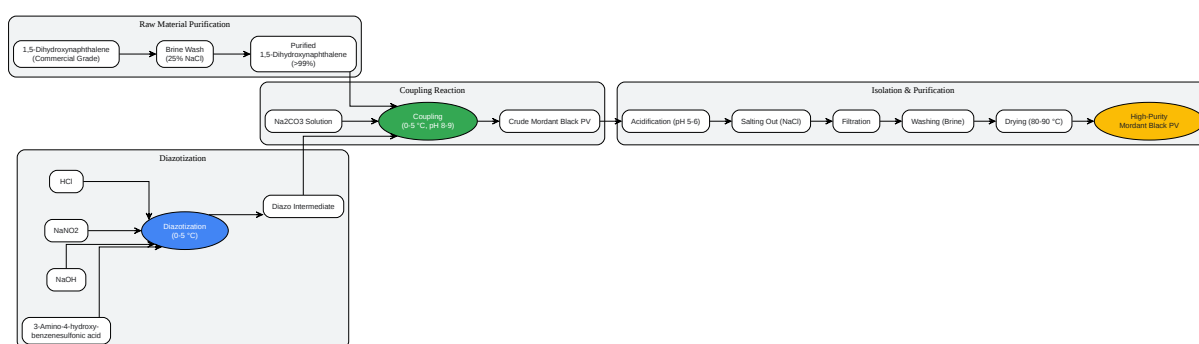 Raw Material Purification
1,5-Dihydroxynaphthalene
(Commercial Grade)
Brine Wash
(25% NaCl)
Purified
1,5-Dihydroxynaphthalene
(>99%)
Coupling Reaction
Na2CO3 Solution
Coupling
(0-5 °C, pH 8-9)
Crude Mordant Black PV
Isolation & Purification
Acidification (pH 5-6)
Salting Out (NaCl)
Filtration
Washing (Brine)
Drying (80-90 °C)
High-Purity
Mordant Black PV
Diazotization
HCl
NaNO2
NaOH
3-Amino-4-hydroxy-
benzenesulfonic acid
Diazotization
(0-5 °C)
Diazo Intermediate